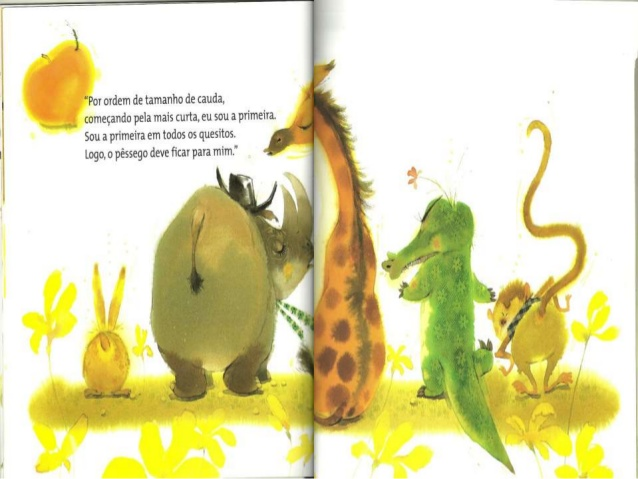 "Por ordem de tamanho de cauda,
começando pela mais curta, eu sou a primeira.
Sou a primeira em todos os quesitos.
Logo, o pêssego deve ficar para mim."